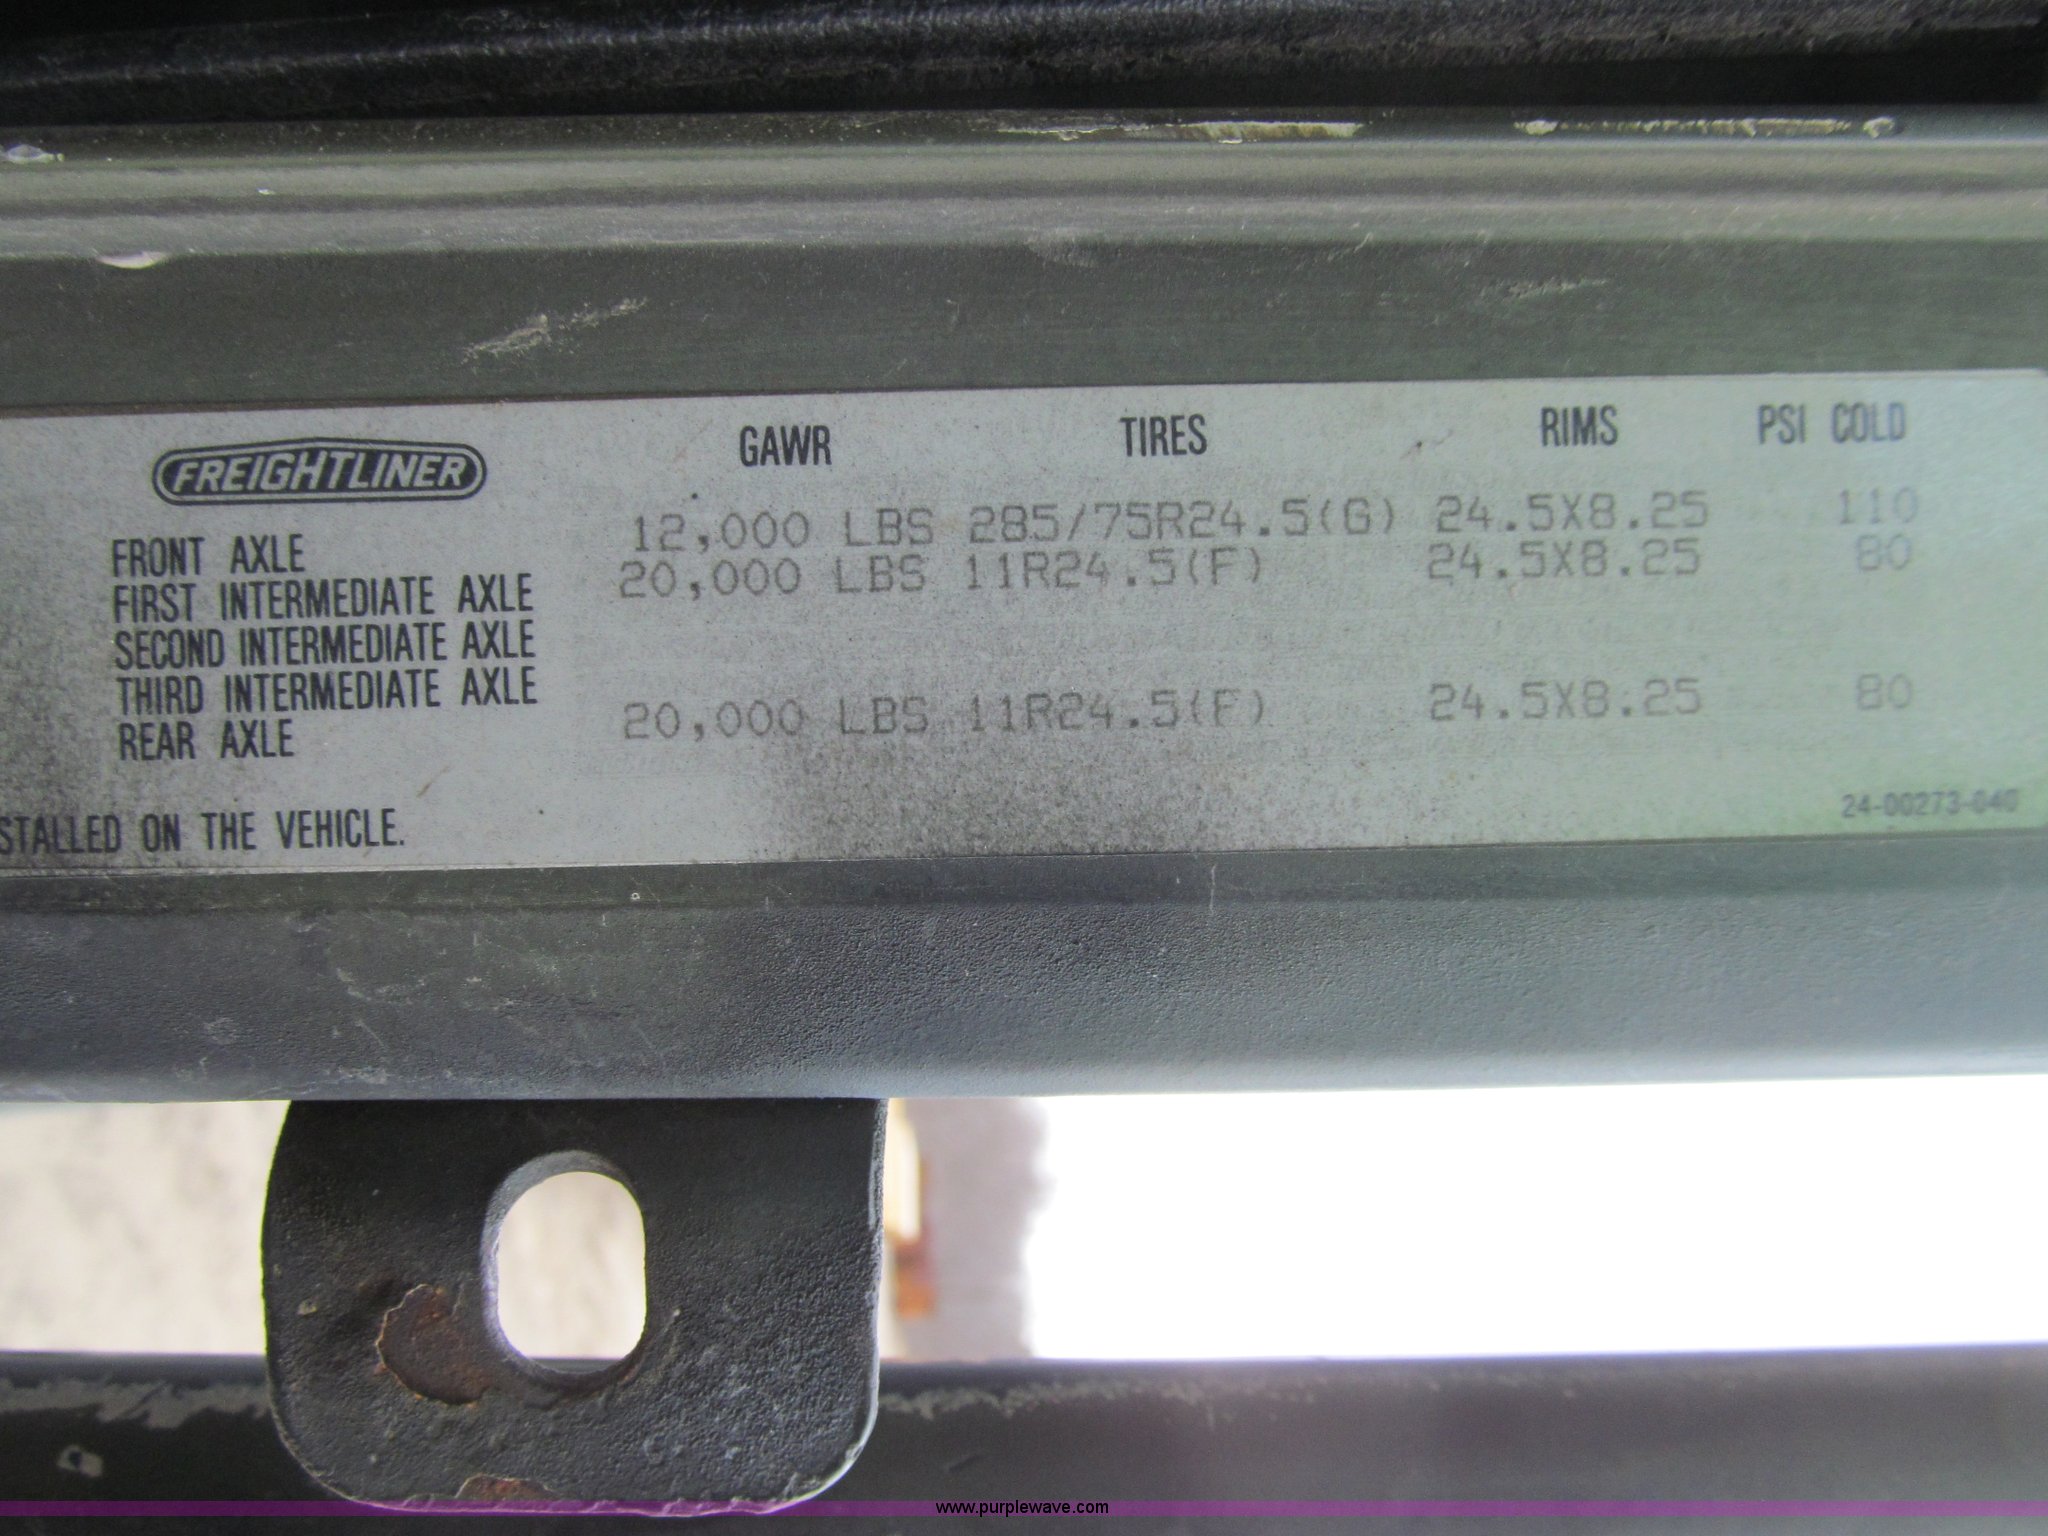 GAWR TIRES RIMS PSI COLD
FREIGHTLINER
FRONT AXLE 12,000 LBS 285/75R24.5(G) 24.5X8.25 110
FIRST INTERMEDIATE AXLE 20,000 LBS 11R24.5(F) 24.5X8.25 80
SECOND INTERMEDIATE AXLE
THIRD INTERMEDIATE AXLE
REAR AXLE 20,000 LBS 11R24.5(F) 24.5X8.25 80
24-00273-040
STALLED ON THE VEHICLE.
www.purplewave.com